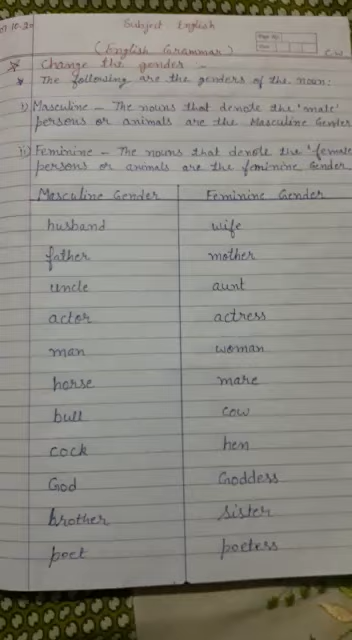 Subject English
(English Grammar)
Page No.
Date
C.W
* Change the gender -
* The following are the genders of the noun:
i) Masculine - The nouns that denote the 'male'
persons or animals are the Masculine Gender
ii) Feminine - The nouns that denote the 'female
persons or animals are the feminine Gender
Masculine Gender Feminine Gender
husband wife
father mother
uncle aunt
actor actress
man woman
horse mare
bull cow
cock hen
God Goddess
brother sister
poet poetess